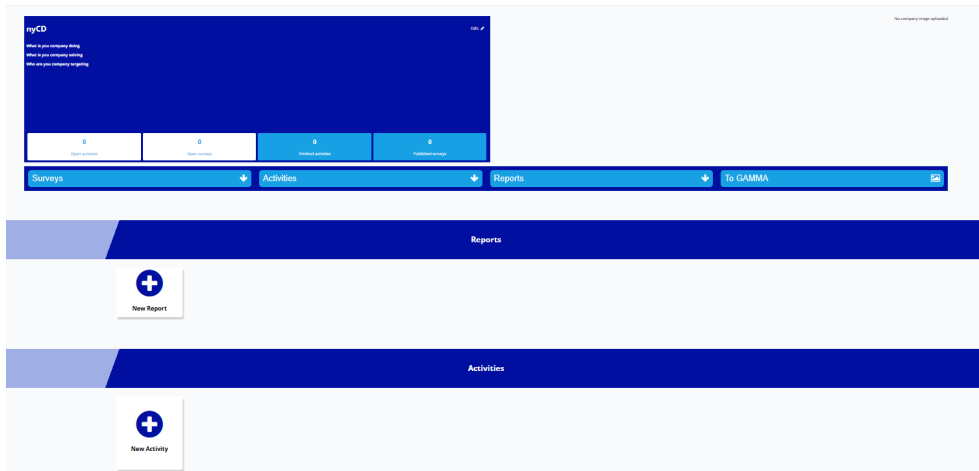 nyCD
Edit
No company image uploaded
What is you company doing
What is you company solving
Who are you company targeting
0
Open activities
0
Open surveys
0
Finished activities
0
Published surveys
Surveys
Activities
Reports
To GAMMA
Reports
New Report
Activities
New Activity